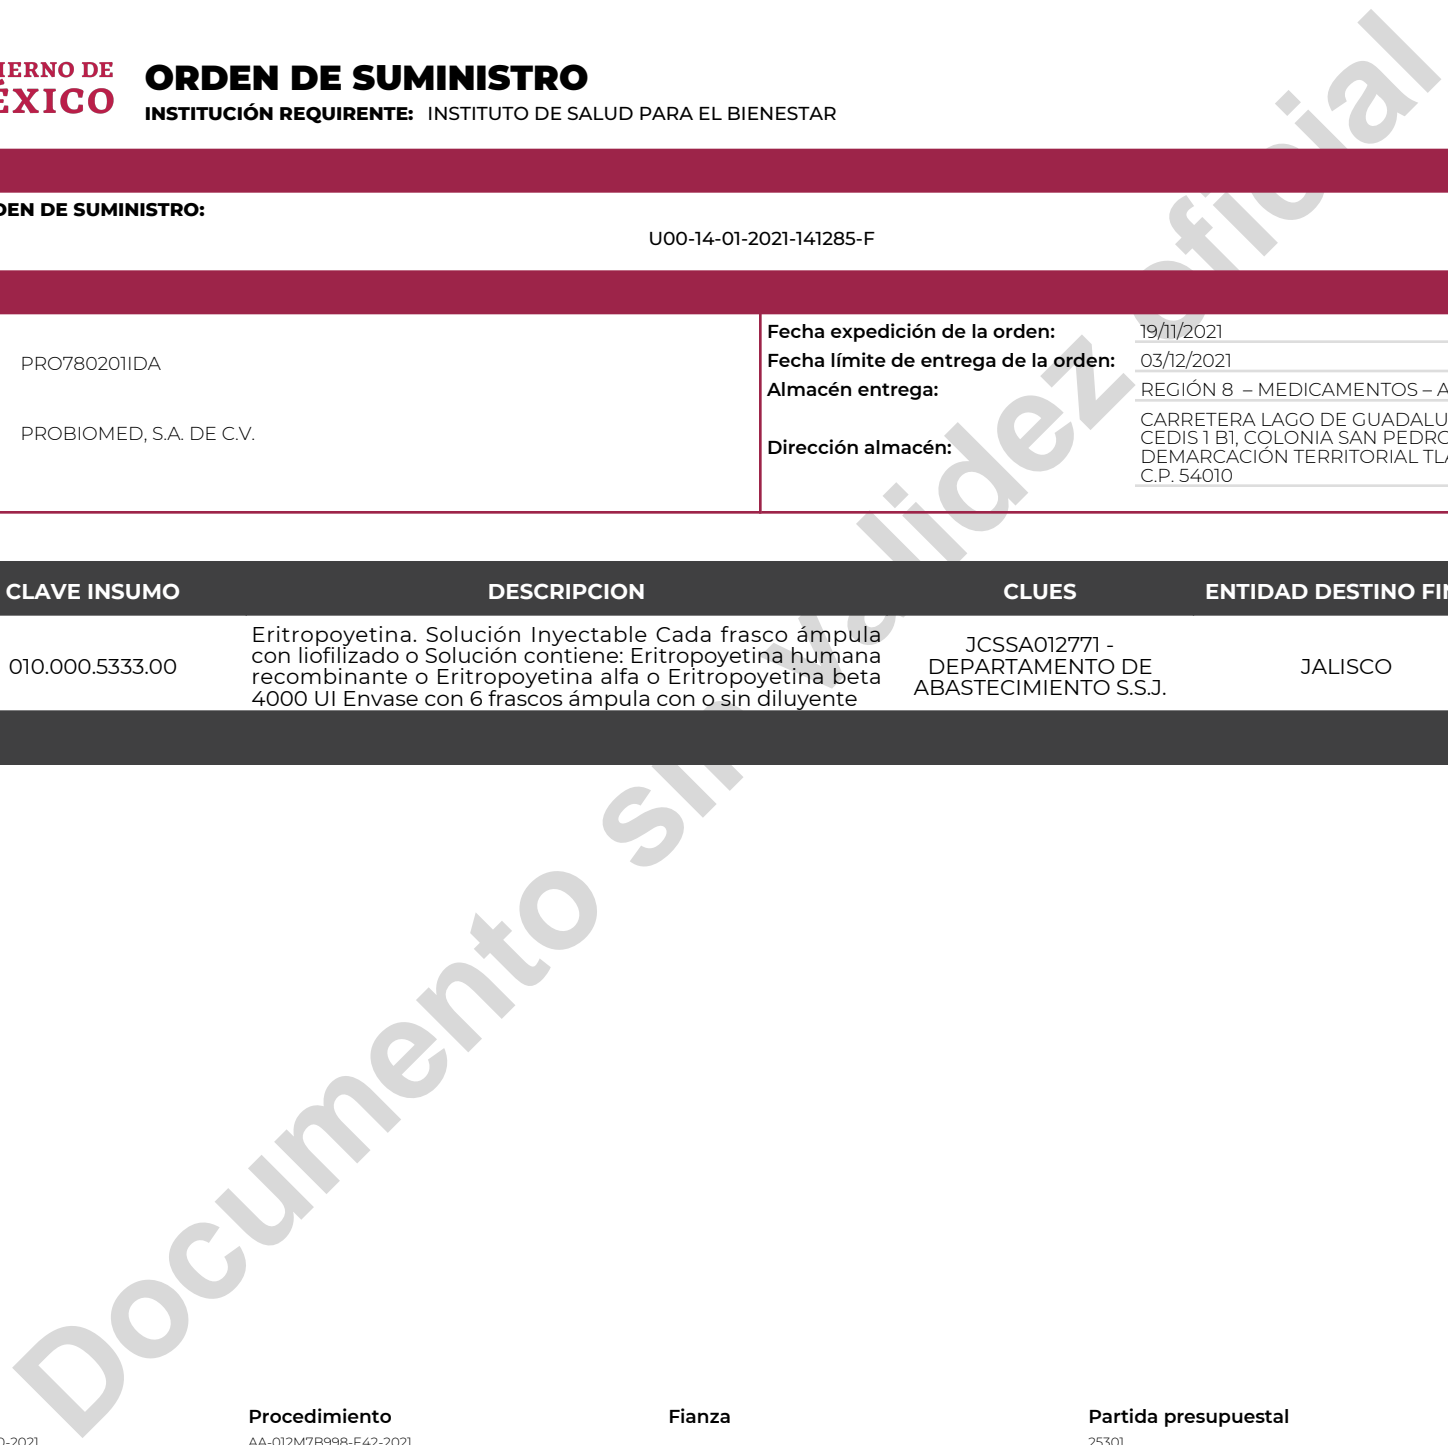 IERNO DE
ÉXICO
ORDEN DE SUMINISTRO
INSTITUCIÓN REQUIRENTE: INSTITUTO DE SALUD PARA EL BIENESTAR
DEN DE SUMINISTRO:
U00-14-01-2021-141285-F
PRO780201IDA
PROBIOMED, S.A. DE C.V.
Fecha expedición de la orden: 19/11/2021
Fecha límite de entrega de la orden: 03/12/2021
Almacén entrega: REGIÓN 8 – MEDICAMENTOS – A
Dirección almacén:
CARRETERA LAGO DE GUADALU
CEDIS 1 B1, COLONIA SAN PEDRO
DEMARCACIÓN TERRITORIAL TLA
C.P. 54010
CLAVE INSUMO DESCRIPCION CLUES ENTIDAD DESTINO FIN
010.000.5333.00
Eritropoyetina. Solución Inyectable Cada frasco ámpula
con liofilizado o Solución contiene: Eritropoyetina humana
recombinante o Eritropoyetina alfa o Eritropoyetina beta
4000 UI Envase con 6 frascos ámpula con o sin diluyente
JCSSA012771 -
DEPARTAMENTO DE
ABASTECIMIENTO S.S.J.
JALISCO
Documento sin validez oficial
Procedimiento Fianza Partida presupuestal
0-2021 AA-012M7B998-E42-2021 25301